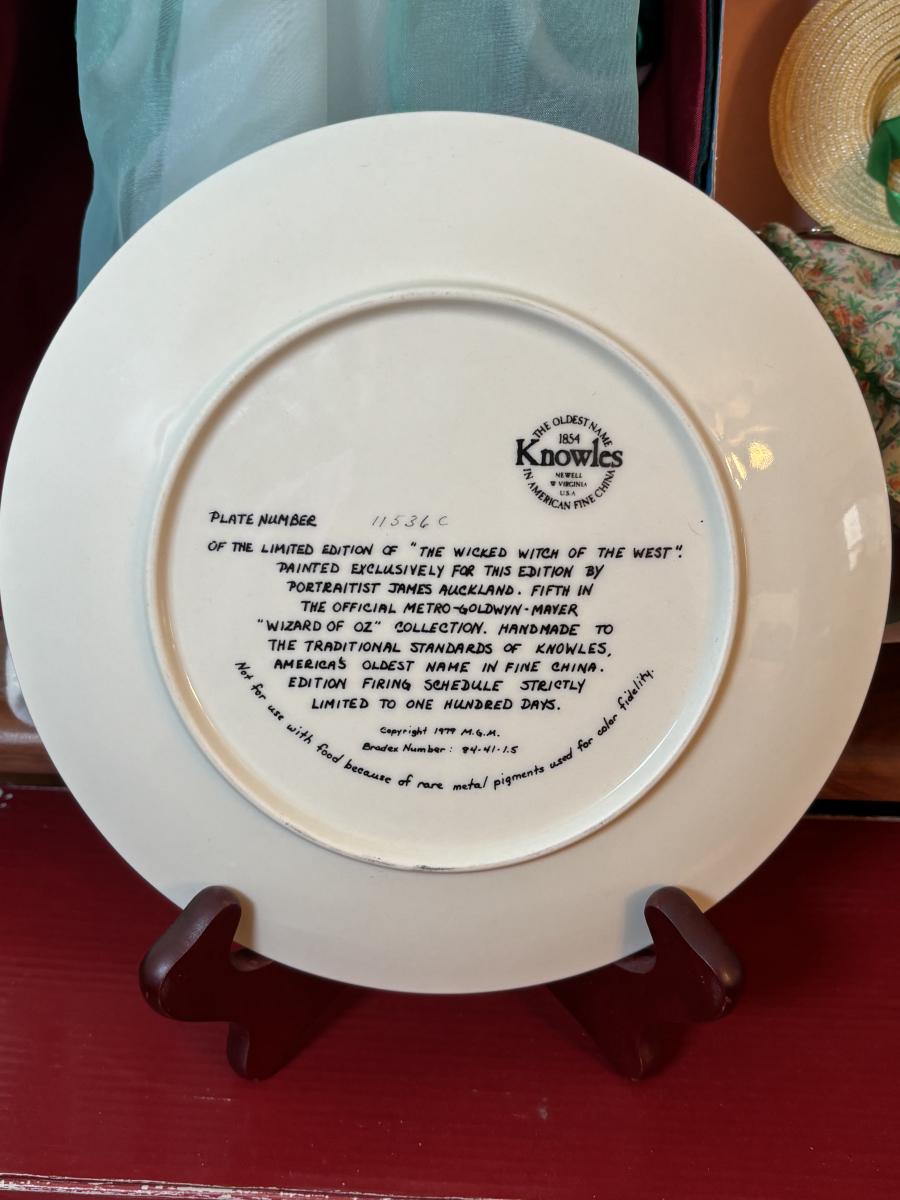 THE OLDEST NAME
1854
Knowles
NEWELL
W VIRGINIA
U.S.A
IN AMERICAN FINE CHINA
PLATE NUMBER 11536C
OF THE LIMITED EDITION OF "THE WICKED WITCH OF THE WEST".
PAINTED EXCLUSIVELY FOR THIS EDITION BY
PORTRAITIST JAMES AUCKLAND. FIFTH IN
THE OFFICIAL METRO-GOLDWYN-MAYER
"WIZARD OF OZ" COLLECTION. HANDMADE TO
THE TRADITIONAL STANDARDS OF KNOWLES,
AMERICA'S OLDEST NAME IN FINE CHINA.
EDITION FIRING SCHEDULE STRICTLY
LIMITED TO ONE HUNDRED DAYS.
Copyright 1979 M.G.M.
Bradex Number: 84-41-1.5
Not for use with food because of rare metal pigments used for color fidelity.